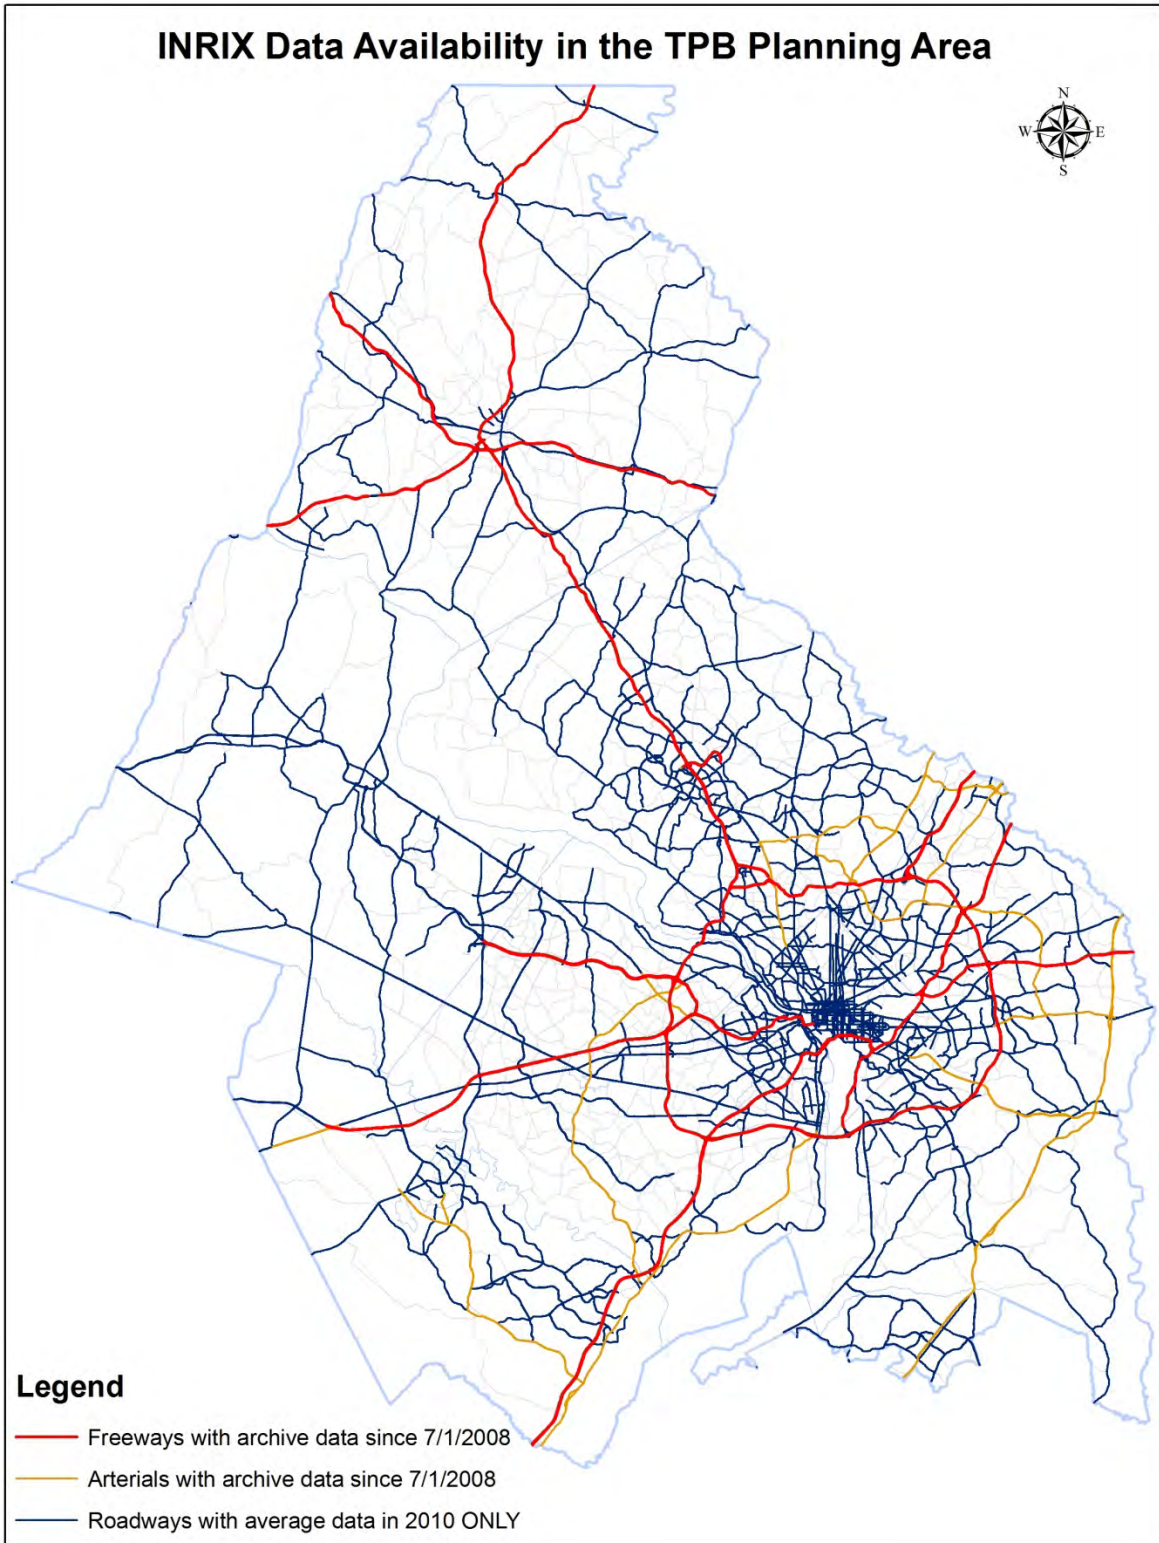 INRIX Data Availability in the TPB Planning Area
N
W E
S
Legend
Freeways with archive data since 7/1/2008
Arterials with archive data since 7/1/2008
Roadways with average data in 2010 ONLY